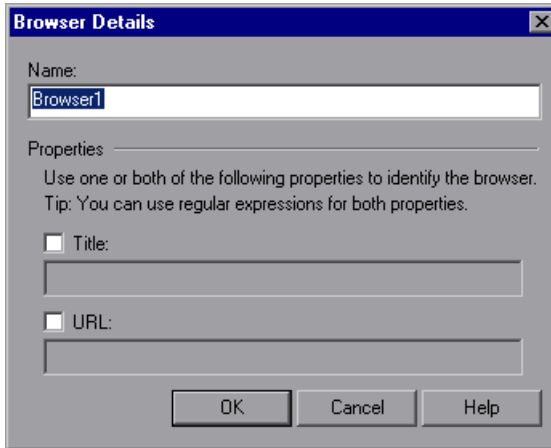 Browser Details
Name:
Browser1
Properties
Use one or both of the following properties to identify the browser.
Tip: You can use regular expressions for both properties.
Title:
URL:
OK Cancel Help